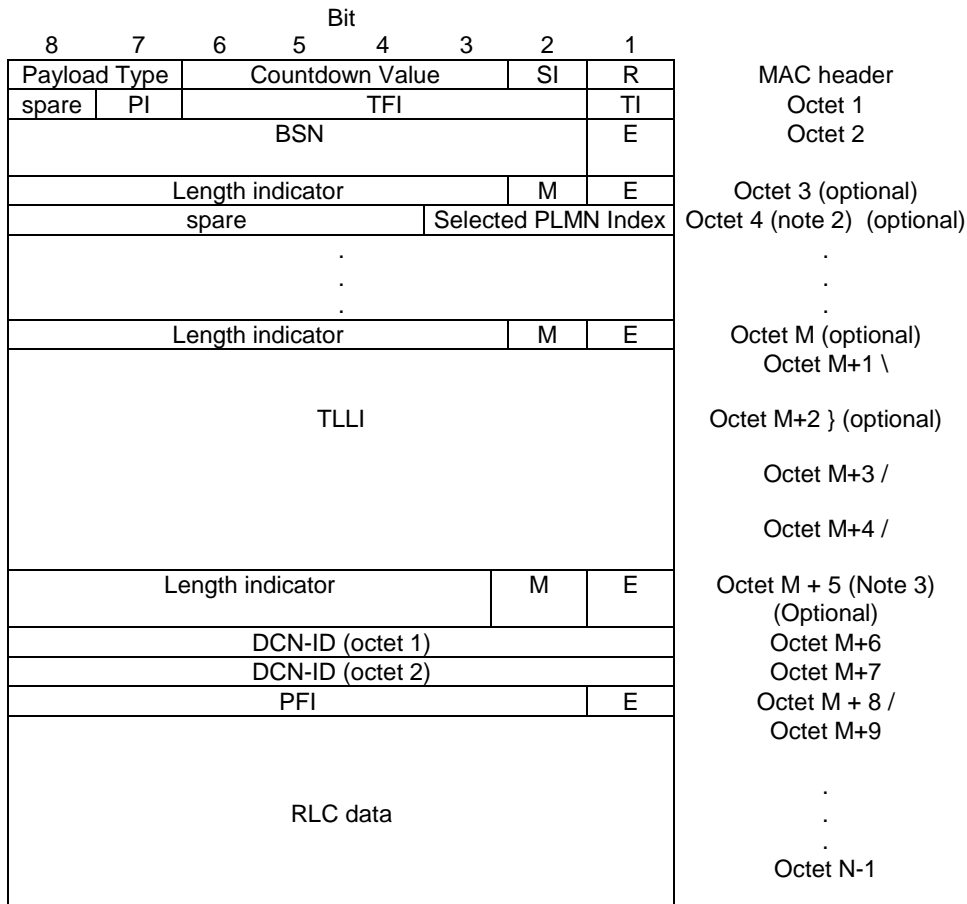 Bit
8 7 6 5 4 3 2 1
Payload Type Countdown Value SI R MAC header
spare PI TFI TI Octet 1
BSN E Octet 2
Length indicator M E Octet 3 (optional)
spare Selected PLMN Index Octet 4 (note 2) (optional)
. .
. .
. .
Length indicator M E Octet M (optional)
Octet M+1 \
TLLI Octet M+2 } (optional)
Octet M+3 /
Octet M+4 /
Length indicator M E Octet M + 5 (Note 3)
(Optional)
DCN-ID (octet 1) Octet M+6
DCN-ID (octet 2) Octet M+7
PFI E Octet M + 8 /
Octet M+9
.
RLC data .
.
Octet N-1